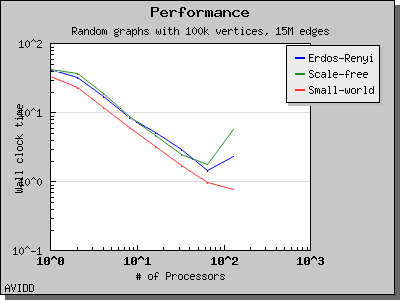 Performance
Random graphs with 100k vertices, 15M edges
Erdos-Renyi
Scale-free
Small-world
10^2
10^1
10^0
10^-1
Wall clock time
10^0 10^1 10^2 10^3
# of Processors
AVIDD